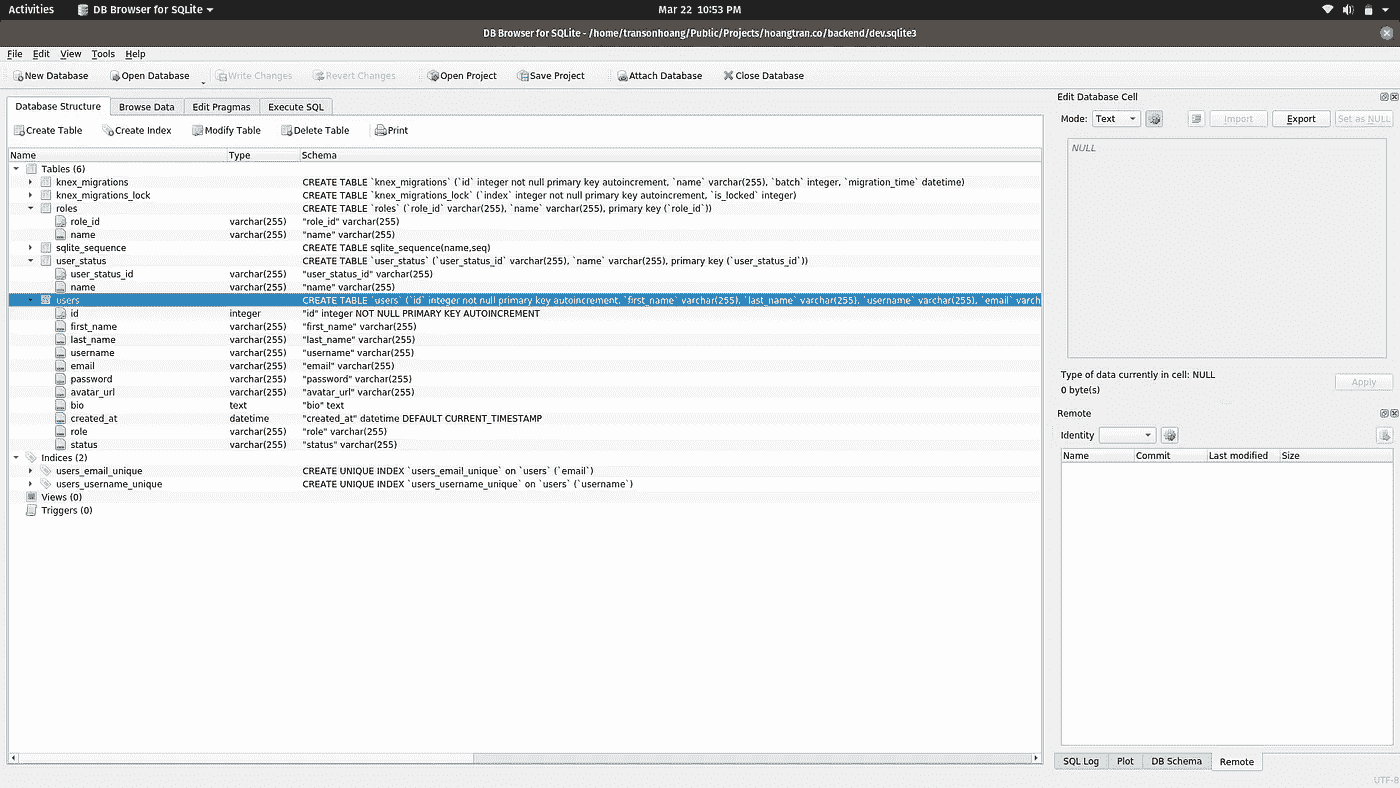 Activities DB Browser for SQLite Mar 22 10:53 PM
DB Browser for SQLite - /home/transonhoang/Public/Projects/hoangtran.co/backend/dev.sqlite3
File Edit View Tools Help
New Database Open Database Write Changes Revert Changes Open Project Save Project Attach Database Close Database
Database Structure Browse Data Edit Pragmas Execute SQL
Create Table Create Index Modify Table Delete Table Print
Name Type Schema
Tables (6)
knex_migrations CREATE TABLE `knex_migrations` (`id` integer not null primary key autoincrement, `name` varchar(255), `batch` integer, `migration_time` datetime)
knex_migrations_lock CREATE TABLE `knex_migrations_lock` (`index` integer not null primary key autoincrement, `is_locked` integer)
roles CREATE TABLE `roles` (`role_id` varchar(255), `name` varchar(255), primary key (`role_id`))
role_id varchar(255) "role_id" varchar(255)
name varchar(255) "name" varchar(255)
sqlite_sequence CREATE TABLE sqlite_sequence(name,seq)
user_status CREATE TABLE `user_status` (`user_status_id` varchar(255), `name` varchar(255), primary key (`user_status_id`))
user_status_id varchar(255) "user_status_id" varchar(255)
name varchar(255) "name" varchar(255)
users CREATE TABLE `users` (`id` integer not null primary key autoincrement, `first_name` varchar(255), `last_name` varchar(255), `username` varchar(255), `email` varch
id integer "id" integer NOT NULL PRIMARY KEY AUTOINCREMENT
first_name varchar(255) "first_name" varchar(255)
last_name varchar(255) "last_name" varchar(255)
username varchar(255) "username" varchar(255)
email varchar(255) "email" varchar(255)
password varchar(255) "password" varchar(255)
avatar_url varchar(255) "avatar_url" varchar(255)
bio text "bio" text
created_at datetime "created_at" datetime DEFAULT CURRENT_TIMESTAMP
role varchar(255) "role" varchar(255)
status varchar(255) "status" varchar(255)
Indices (2)
users_email_unique CREATE UNIQUE INDEX `users_email_unique` on `users` (`email`)
users_username_unique CREATE UNIQUE INDEX `users_username_unique` on `users` (`username`)
Views (0)
Triggers (0)
Edit Database Cell
Mode: Text Import Export Set as NULL
NULL
Type of data currently in cell: NULL
0 byte(s)
Apply
Remote
Identity
Name Commit Last modified Size
SQL Log Plot DB Schema Remote
UTF-8